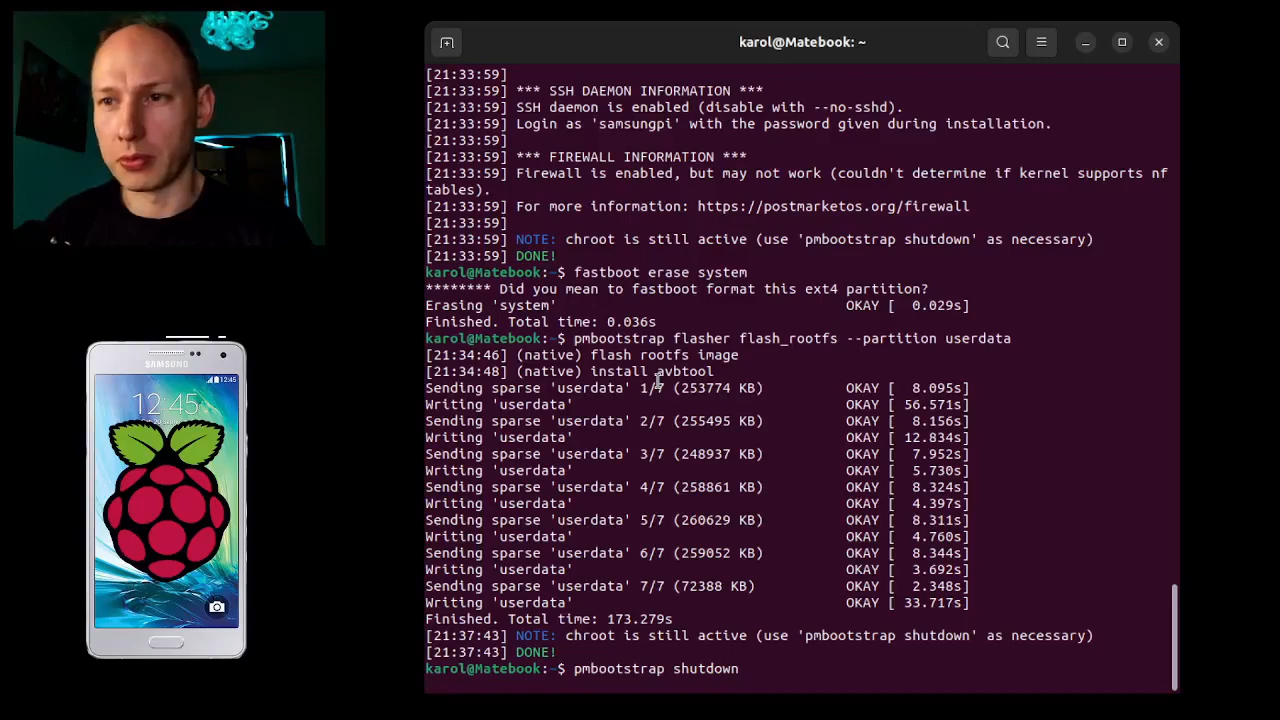 karol@Matebook: ~
[21:33:59]
[21:33:59] *** SSH DAEMON INFORMATION ***
[21:33:59] SSH daemon is enabled (disable with --no-sshd).
[21:33:59] Login as 'samsungpi' with the password given during installation.
[21:33:59]
[21:33:59] *** FIREWALL INFORMATION ***
[21:33:59] Firewall is enabled, but may not work (couldn't determine if kernel supports nf
tables).
[21:33:59] For more information: https://postmarketos.org/firewall
[21:33:59]
[21:33:59] NOTE: chroot is still active (use 'pmbootstrap shutdown' as necessary)
[21:33:59] DONE!
karol@Matebook:~$ fastboot erase system
******** Did you mean to fastboot format this ext4 partition?
Erasing 'system' OKAY [ 0.029s]
Finished. Total time: 0.036s
karol@Matebook:~$ pmbootstrap flasher flash_rootfs --partition userdata
[21:34:46] (native) flash rootfs image
[21:34:48] (native) install avbtool
Sending sparse 'userdata' 1/7 (253774 KB) OKAY [ 8.095s]
Writing 'userdata' OKAY [ 56.571s]
Sending sparse 'userdata' 2/7 (255495 KB) OKAY [ 8.156s]
Writing 'userdata' OKAY [ 12.834s]
Sending sparse 'userdata' 3/7 (248937 KB) OKAY [ 7.952s]
Writing 'userdata' OKAY [ 5.730s]
Sending sparse 'userdata' 4/7 (258861 KB) OKAY [ 8.324s]
Writing 'userdata' OKAY [ 4.397s]
Sending sparse 'userdata' 5/7 (260629 KB) OKAY [ 8.311s]
Writing 'userdata' OKAY [ 4.760s]
Sending sparse 'userdata' 6/7 (259052 KB) OKAY [ 8.344s]
Writing 'userdata' OKAY [ 3.692s]
Sending sparse 'userdata' 7/7 (72388 KB) OKAY [ 2.348s]
Writing 'userdata' OKAY [ 33.717s]
Finished. Total time: 173.279s
[21:37:43] NOTE: chroot is still active (use 'pmbootstrap shutdown' as necessary)
[21:37:43] DONE!
karol@Matebook:~$ pmbootstrap shutdown
SAMSUNG
12:45
12:45